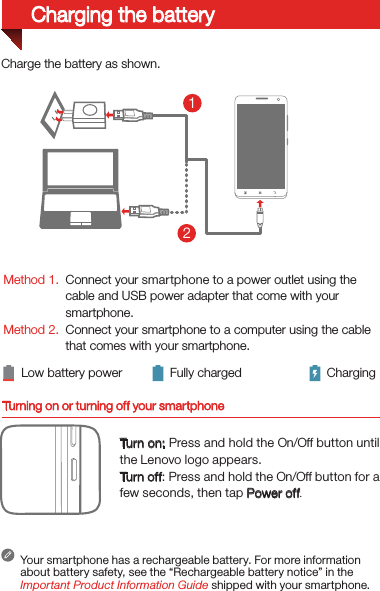 Charging the battery
Charge the battery as shown.
1
2
Method 1. Connect your smartphone to a power outlet using the
cable and USB power adapter that come with your
smartphone.
Method 2. Connect your smartphone to a computer using the cable
that comes with your smartphone.
Low battery power Fully charged Charging
Turning on or turning off your smartphone
Turn on: Press and hold the On/Off button until
the Lenovo logo appears.
Turn off: Press and hold the On/Off button for a
few seconds, then tap Power off.
Your smartphone has a rechargeable battery. For more information
about battery safety, see the “Rechargeable battery notice” in the
Important Product Information Guide shipped with your smartphone.